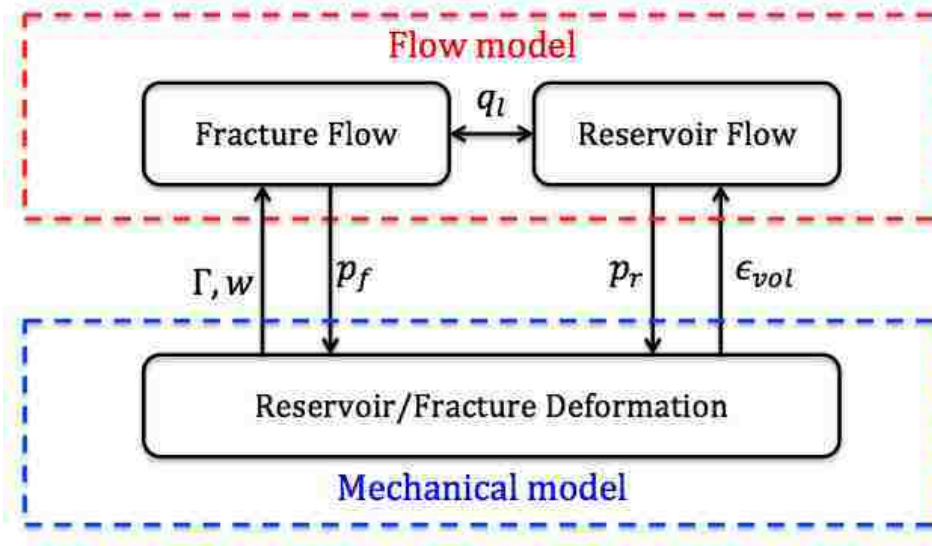 Flow model
Fracture Flow
q_l
Reservoir Flow
Γ, w
p_f
p_r
ϵ_vol
Reservoir/Fracture Deformation
Mechanical model